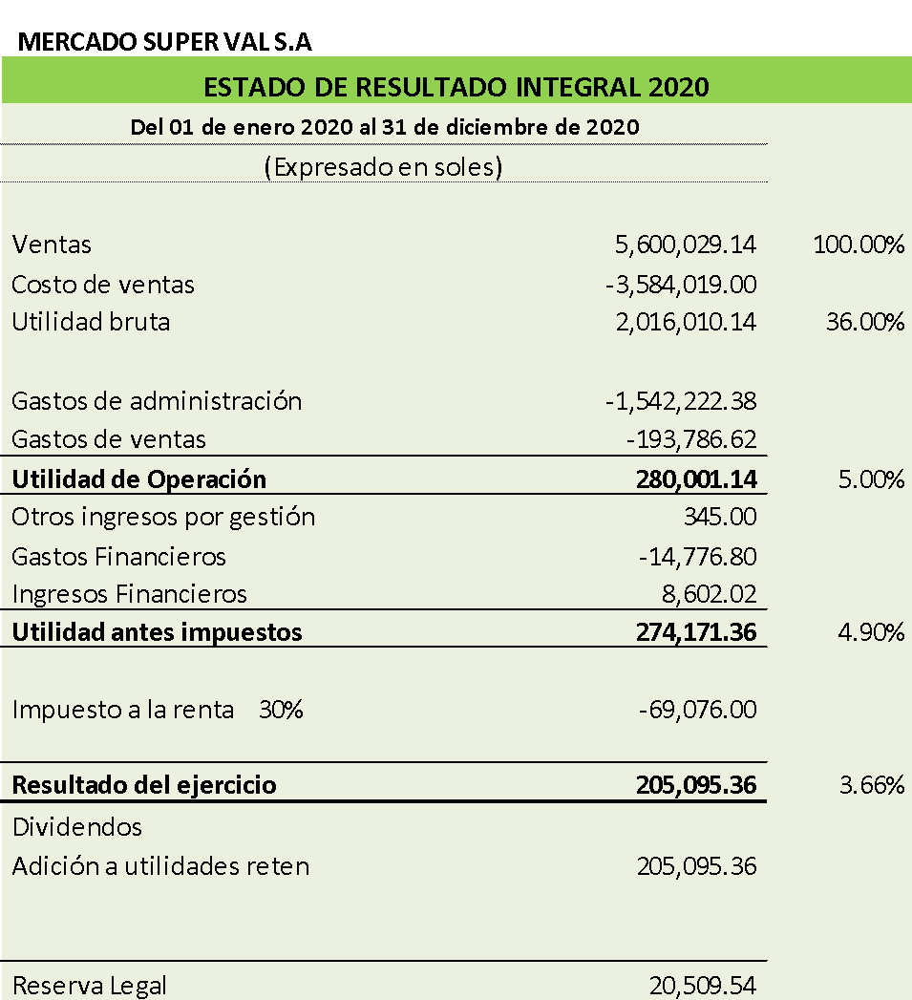 MERCADO SUPER VAL S.A
ESTADO DE RESULTADO INTEGRAL 2020
Del 01 de enero 2020 al 31 de diciembre de 2020
(Expresado en soles)
Ventas 5,600,029.14 100.00%
Costo de ventas -3,584,019.00
Utilidad bruta 2,016,010.14 36.00%
Gastos de administración -1,542,222.38
Gastos de ventas -193,786.62
Utilidad de Operación 280,001.14 5.00%
Otros ingresos por gestión 345.00
Gastos Financieros -14,776.80
Ingresos Financieros 8,602.02
Utilidad antes impuestos 274,171.36 4.90%
Impuesto a la renta 30% -69,076.00
Resultado del ejercicio 205,095.36 3.66%
Dividendos
Adición a utilidades reten 205,095.36
Reserva Legal 20,509.54